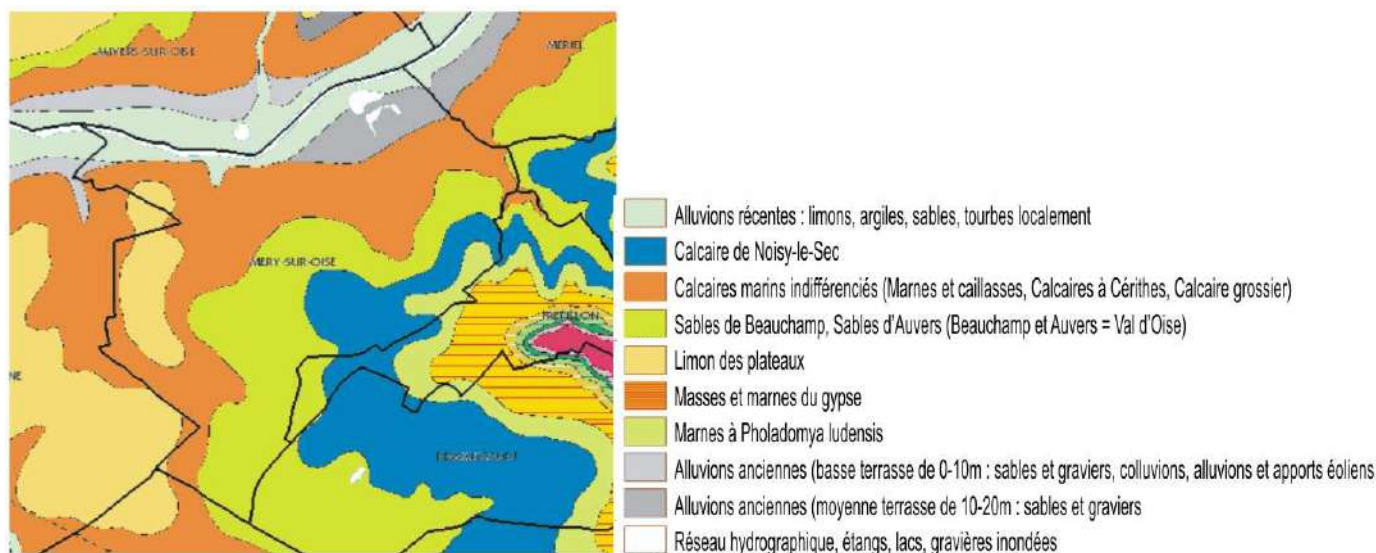 AUVERS-SUR-OISE
MERIEL
MERY-SUR-OISE
Alluvions récentes : limons, argiles, sables, tourbes localement
Calcaire de Noisy-le-Sec
Calcaires marins indifférenciés (Marnes et caillasses, Calcaires à Cérithes, Calcaire grossier)
Sables de Beauchamp, Sables d'Auvers (Beauchamp et Auvers = Val d'Oise)
Limon des plateaux
Masses et marnes du gypse
Marnes à Pholadomya ludensis
Alluvions anciennes (basse terrasse de 0-10m : sables et graviers, colluvions, alluvions et apports éoliens
Alluvions anciennes (moyenne terrasse de 10-20m : sables et graviers
Réseau hydrographique, étangs, lacs, gravières inondées